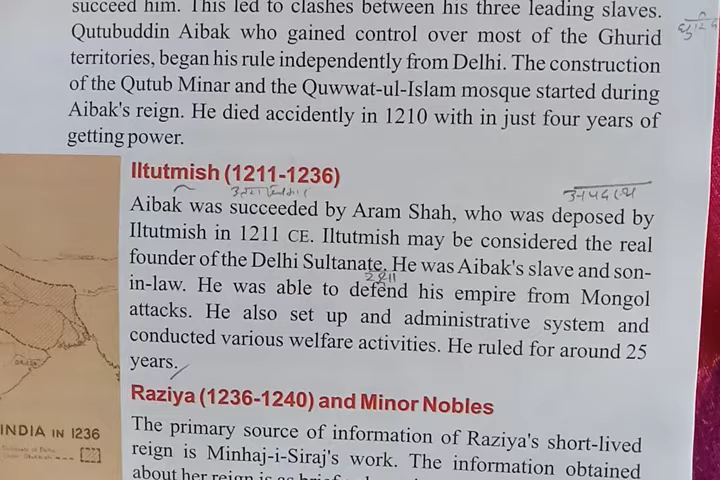 succeed him. This led to clashes between his three leading slaves.
Qutubuddin Aibak who gained control over most of the Ghurid
territories, began his rule independently from Delhi. The construction
of the Qutub Minar and the Quwwat-ul-Islam mosque started during
Aibak's reign. He died accidently in 1210 with in just four years of
getting power.
Iltutmish (1211-1236)
Aibak was succeeded by Aram Shah, who was deposed by
Iltutmish in 1211 CE. Iltutmish may be considered the real
founder of the Delhi Sultanate. He was Aibak's slave and son-
in-law. He was able to defend his empire from Mongol
attacks. He also set up and administrative system and
conducted various welfare activities. He ruled for around 25
years.
Raziya (1236-1240) and Minor Nobles
The primary source of information of Raziya's short-lived
reign is Minhaj-i-Siraj's work. The information obtained
about her reign is as
INDIA IN 1236